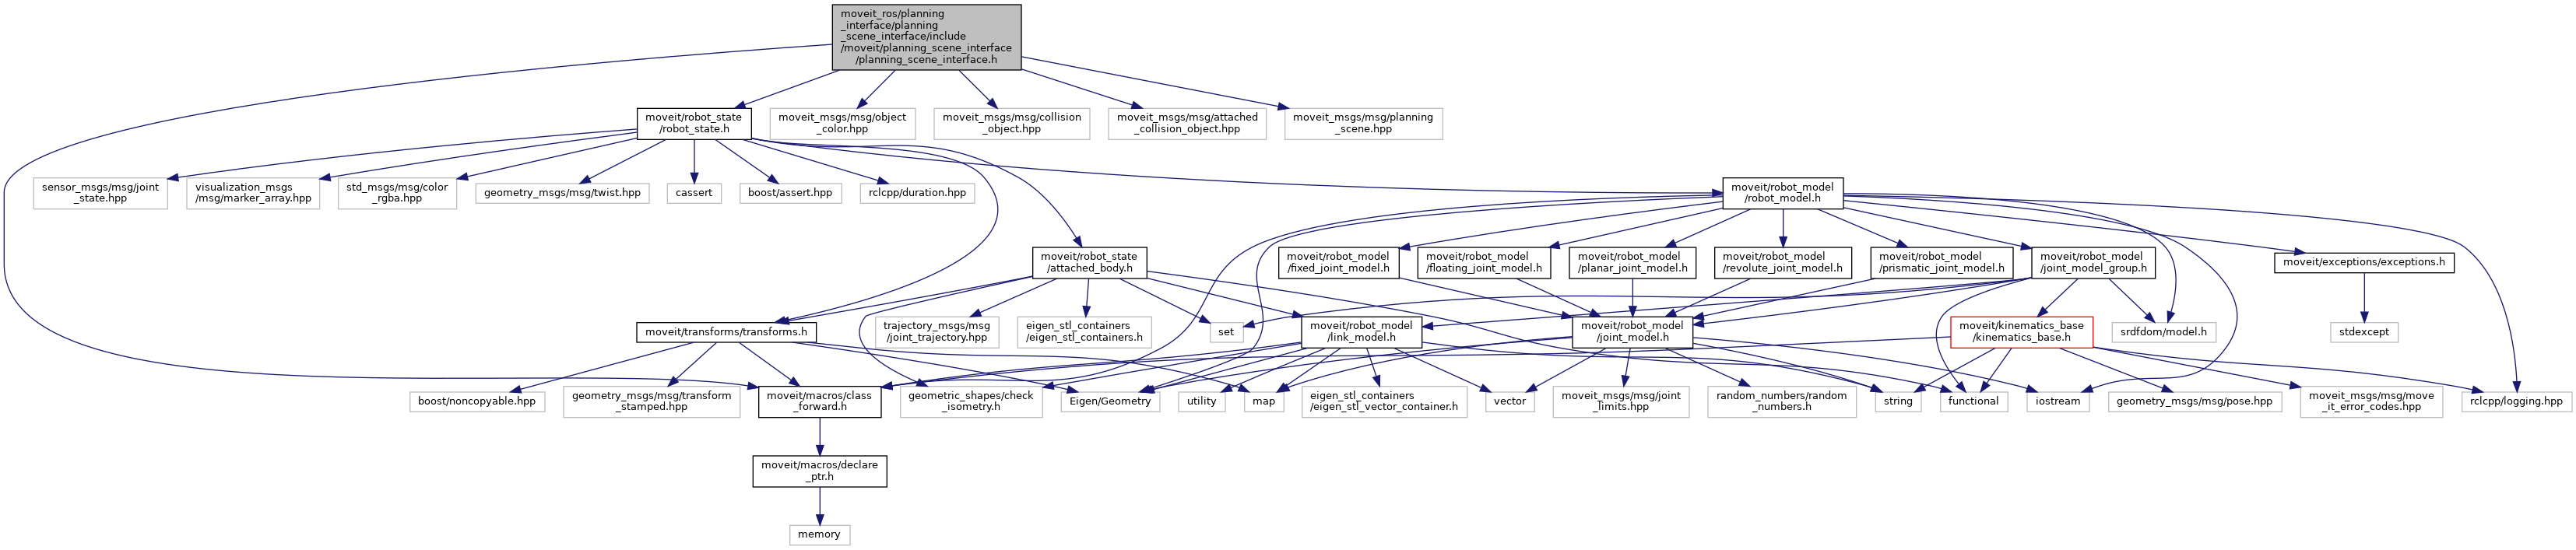 moveit_ros/planning
_interface/planning
_scene_interface/include
/moveit/planning_scene_interface
/planning_scene_interface.h
moveit/robot_state
/robot_state.h
moveit_msgs/msg/object
_color.hpp
moveit_msgs/msg/collision
_object.hpp
moveit_msgs/msg/attached
_collision_object.hpp
moveit_msgs/msg/planning
_scene.hpp
sensor_msgs/msg/joint
_state.hpp
visualization_msgs
/msg/marker_array.hpp
std_msgs/msg/color
_rgba.hpp
geometry_msgs/msg/twist.hpp
cassert
boost/assert.hpp
rclcpp/duration.hpp
moveit/robot_model
/robot_model.h
moveit/robot_state
/attached_body.h
moveit/robot_model
/fixed_joint_model.h
moveit/robot_model
/floating_joint_model.h
moveit/robot_model
/planar_joint_model.h
moveit/robot_model
/revolute_joint_model.h
moveit/robot_model
/prismatic_joint_model.h
moveit/robot_model
/joint_model_group.h
moveit/exceptions/exceptions.h
moveit/transforms/transforms.h
trajectory_msgs/msg
/joint_trajectory.hpp
eigen_stl_containers
/eigen_stl_containers.h
set
moveit/robot_model
/link_model.h
moveit/robot_model
/joint_model.h
moveit/kinematics_base
/kinematics_base.h
srdfdom/model.h
stdexcept
boost/noncopyable.hpp
geometry_msgs/msg/transform
_stamped.hpp
moveit/macros/class
_forward.h
geometric_shapes/check
_isometry.h
Eigen/Geometry
utility
map
eigen_stl_containers
/eigen_stl_vector_container.h
vector
moveit_msgs/msg/joint
_limits.hpp
random_numbers/random
_numbers.h
string
functional
iostream
geometry_msgs/msg/pose.hpp
moveit_msgs/msg/move
_it_error_codes.hpp
rclcpp/logging.hpp
moveit/macros/declare
_ptr.h
memory